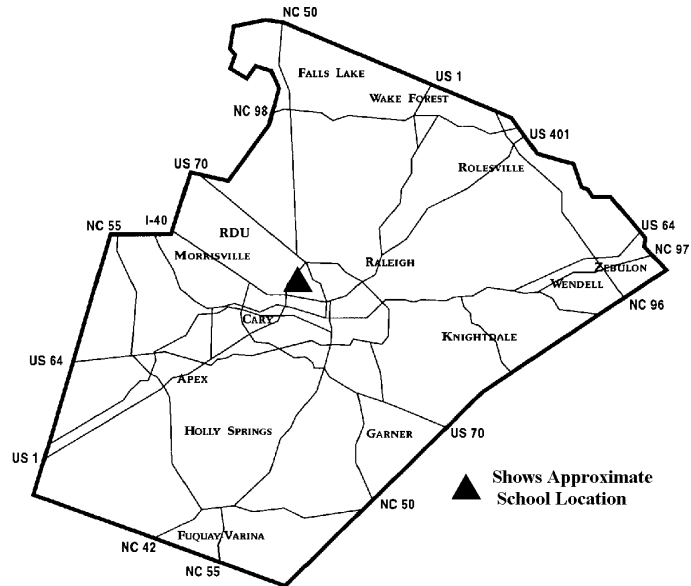 NC 50
FALLS LAKE
US 1
WAKE FOREST
NC 98
US 401
US 70
ROLESVILLE
NC 55
I-40
RDU
US 64
MORRISVILLE
RALEIGH
NC 97
ZEBULON
WENDELL
NC 96
CARY
KNIGHTDALE
US 64
APEX
HOLLY SPRINGS
GARNER
US 70
US 1
Shows Approximate
School Location
NC 50
FUQUAY-VARINA
NC 42
NC 55